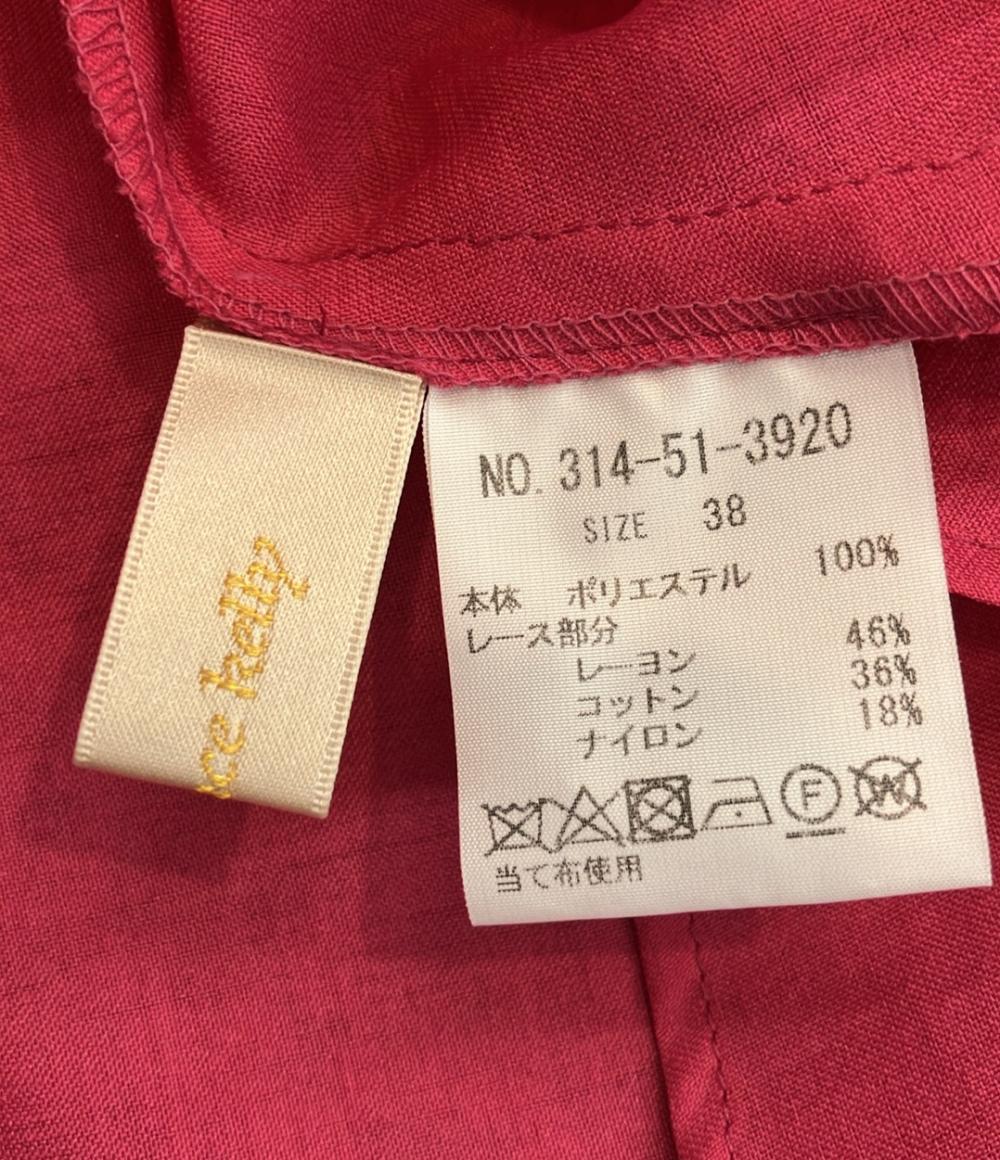 ce kelly
NO. 314-51-3920
SIZE 38
本体 ポリエステル 100%
レース部分
レーヨン 46%
コットン 36%
ナイロン 18%
F
W
当て布使用